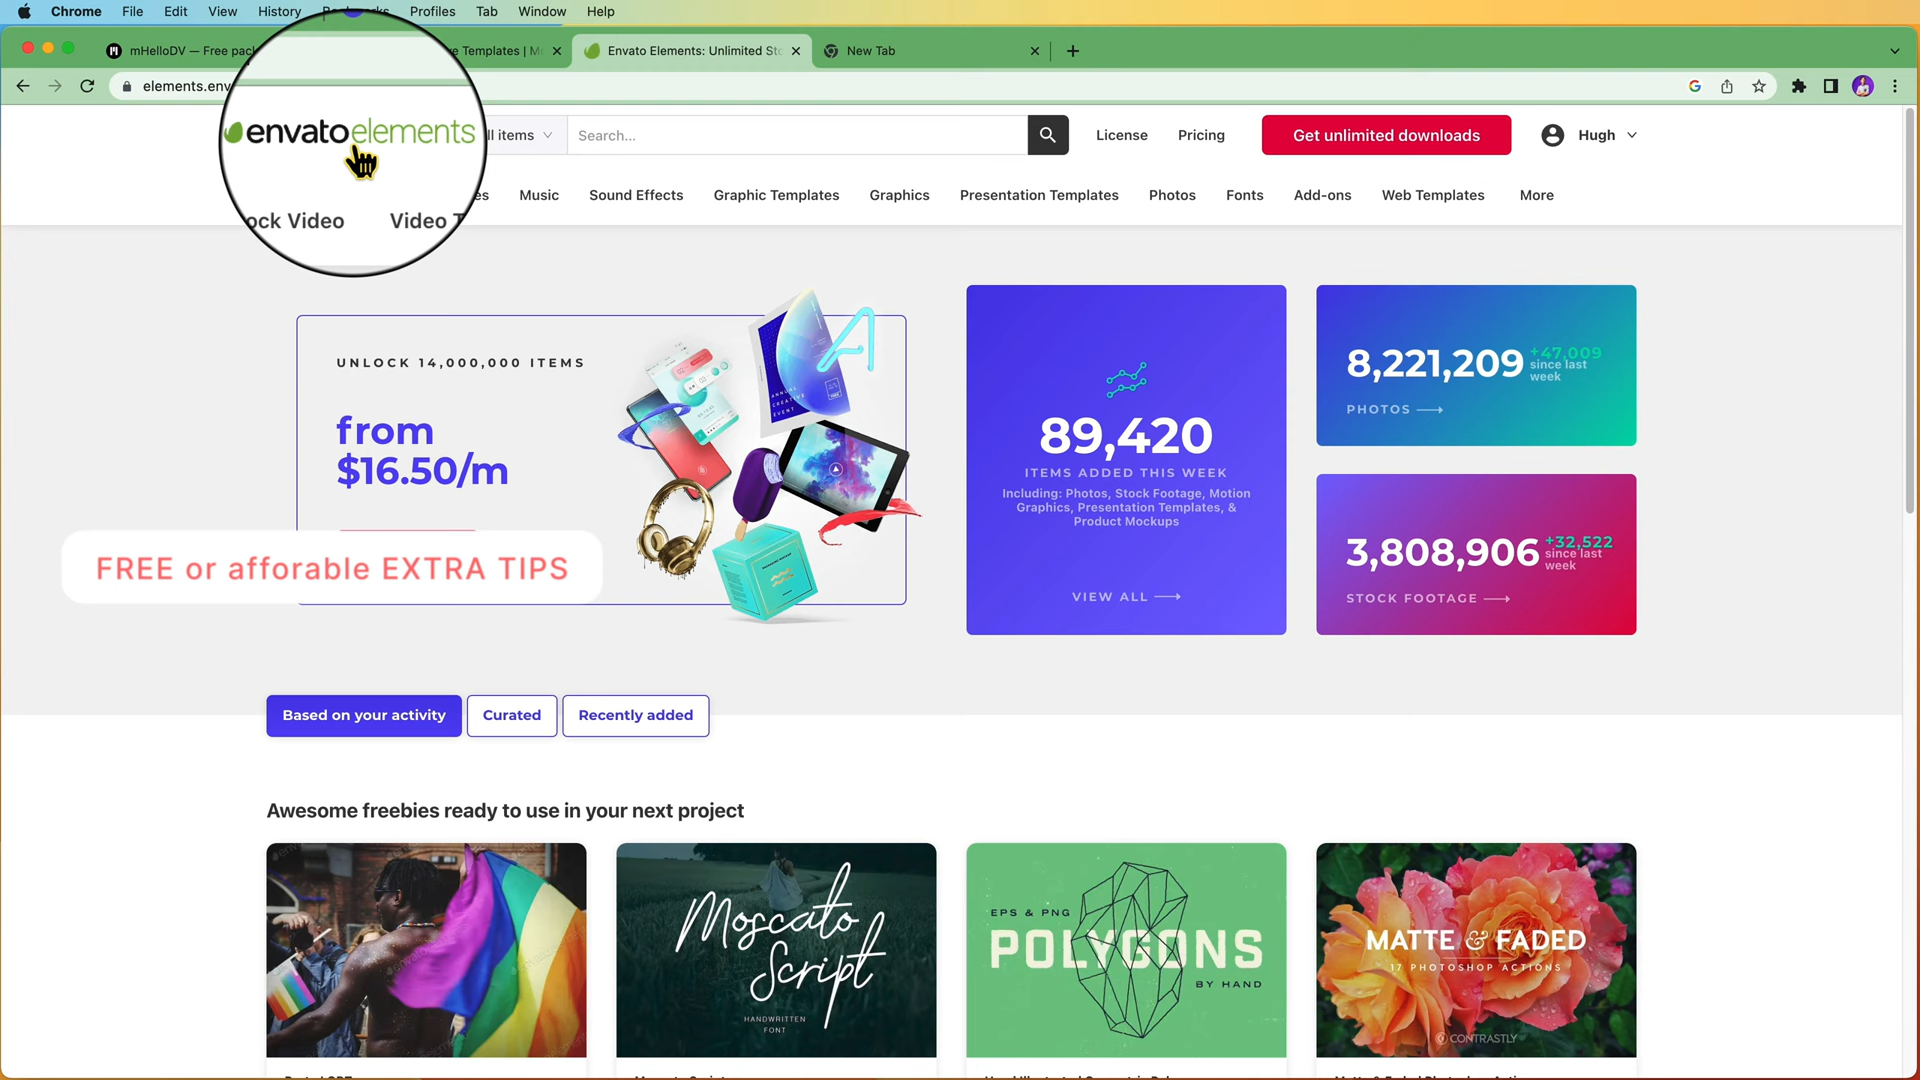 Chrome File Edit View History Profiles Tab Window Help
mHelloDV — Free pac
ve Templates | M
Envato Elements: Unlimited St
New Tab
elements.env
envatoelements
ll items
Search...
License
Pricing
Get unlimited downloads
Hugh
ock Video
Video T
es
Music
Sound Effects
Graphic Templates
Graphics
Presentation Templates
Photos
Fonts
Add-ons
Web Templates
More
UNLOCK 14,000,000 ITEMS
from
$16.50/m
FREE or afforable EXTRA TIPS
ANNUAL
CREATIVE
EVENT
89,420
ITEMS ADDED THIS WEEK
Including: Photos, Stock Footage, Motion
Graphics, Presentation Templates, &
Product Mockups
VIEW ALL
8,221,209
+47,009
since last
week
PHOTOS
3,808,906
+32,522
since last
week
STOCK FOOTAGE
Based on your activity
Curated
Recently added
Awesome freebies ready to use in your next project
Moscato
Script
HANDWRITTEN
FONT
EPS & PNG
POLYGONS
BY HAND
MATTE & FADED
17 PHOTOSHOP ACTIONS
CONTRASTLY